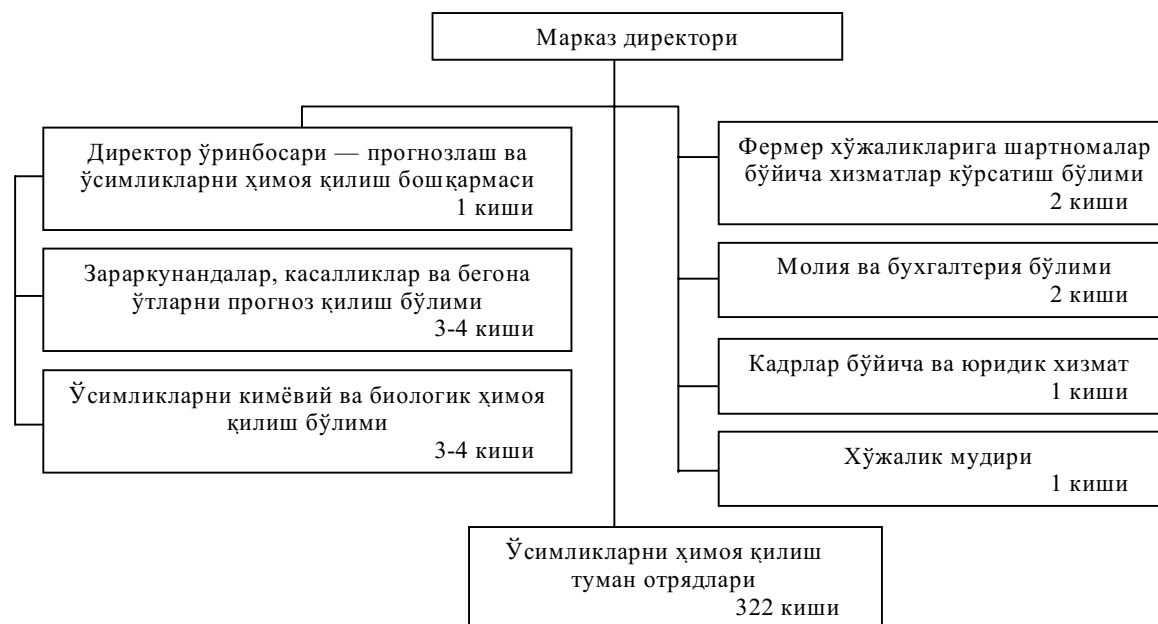 Марказ директори
Директор ўринбосари — прогнозлаш ва
ўсимликларни ҳимоя қилиш бошқармаси
1 киши
Зараркунандалар, касалликлар ва бегона
ўтларни прогноз қилиш бўлими
3-4 киши
Ўсимликларни кимёвий ва биологик ҳимоя
қилиш бўлими
3-4 киши
Фермер хўжаликларига шартномалар
бўйича хизматлар кўрсатиш бўлими
2 киши
Молия ва бухгалтерия бўлими
2 киши
Кадрлар бўйича ва юридик хизмат
1 киши
Хўжалик мудири
1 киши
Ўсимликларни ҳимоя қилиш
туман отрядлари
322 киши